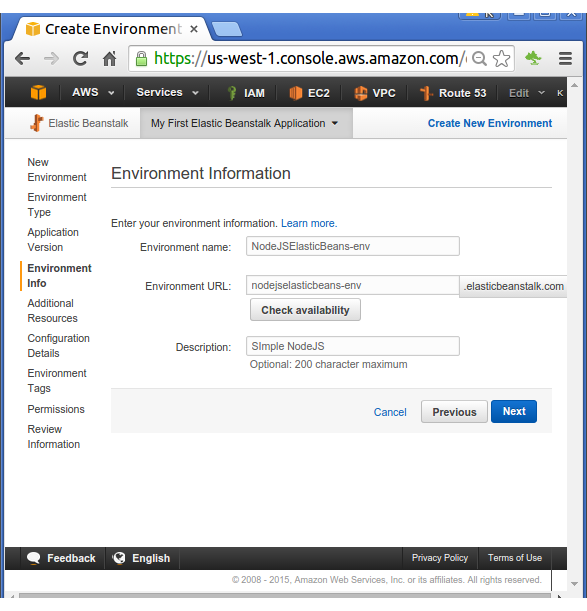 Create Environment ×
https://us-west-1.console.aws.amazon.com/
AWS Services IAM EC2 VPC Route 53 Edit K
Elastic Beanstalk My First Elastic Beanstalk Application Create New Environment
New
Environment
Environment
Type
Application
Version
Environment
Info
Additional
Resources
Configuration
Details
Environment
Tags
Permissions
Review
Information
Environment Information
Enter your environment information. Learn more.
Environment name: NodeJSElasticBeans-env
Environment URL: nodejselasticbeans-env .elasticbeanstalk.com
Check availability
Description: SImple NodeJS
Optional: 200 character maximum
Cancel Previous Next
Feedback English Privacy Policy Terms of Use
© 2008 - 2015, Amazon Web Services, Inc. or its affiliates. All rights reserved.